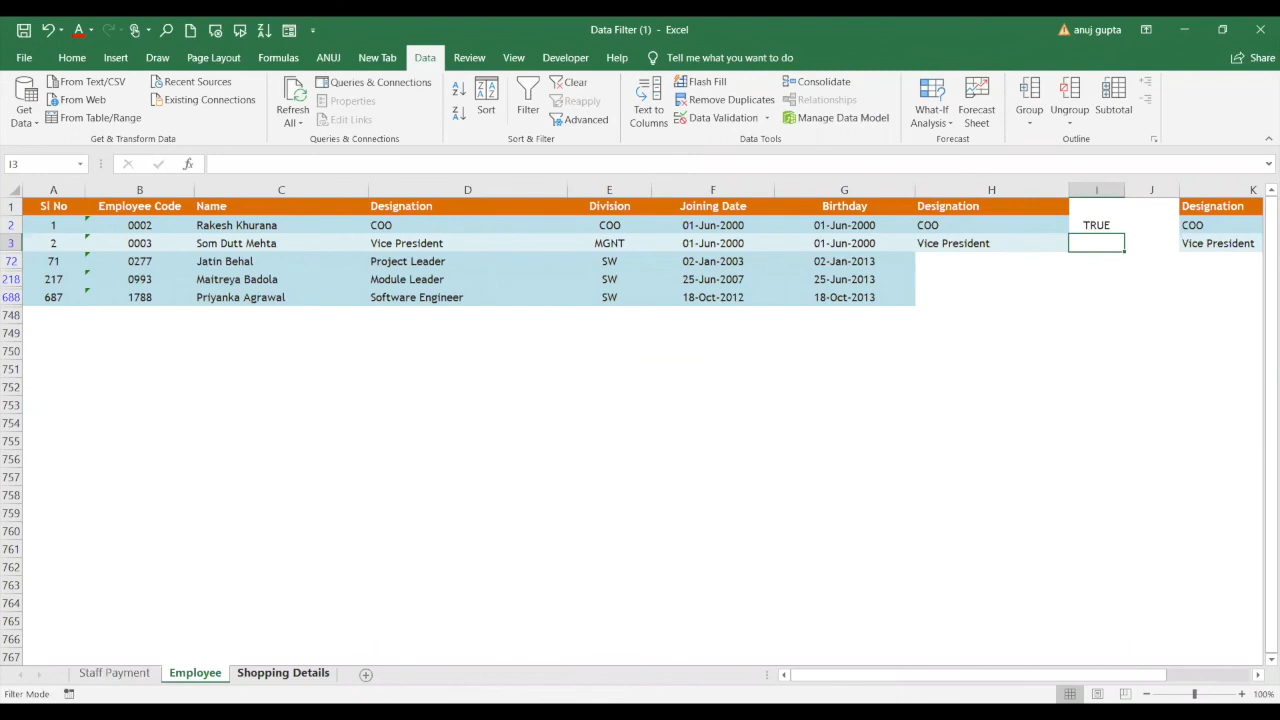 Data Filter (1) - Excel
anuj gupta
File Home Insert Draw Page Layout Formulas ANUJ New Tab Data Review View Developer Help Tell me what you want to do Share
Get Data
From Text/CSV
From Web
From Table/Range
Recent Sources
Existing Connections
Get & Transform Data
Refresh All
Queries & Connections
Properties
Edit Links
Queries & Connections
Sort
Filter
Clear
Reapply
Advanced
Sort & Filter
Text to Columns
Flash Fill
Remove Duplicates
Data Validation
Consolidate
Relationships
Manage Data Model
Data Tools
What-If Analysis
Forecast Sheet
Forecast
Group
Ungroup
Subtotal
Outline
I3 fx
A B C D E F G H I J K
1 Sl No Employee Code Name Designation Division Joining Date Birthday Designation Designation
2 1 0002 Rakesh Khurana COO COO 01-Jun-2000 01-Jun-2000 COO TRUE COO
3 2 0003 Som Dutt Mehta Vice President MGNT 01-Jun-2000 01-Jun-2000 Vice President Vice President
72 71 0277 Jatin Behal Project Leader SW 02-Jan-2003 02-Jan-2013
218 217 0993 Maitreya Badola Module Leader SW 25-Jun-2007 25-Jun-2013
688 687 1788 Priyanka Agrawal Software Engineer SW 18-Oct-2012 18-Oct-2013
748
749
750
751
752
753
754
755
756
757
758
759
760
761
762
763
764
765
766
767
Staff Payment Employee Shopping Details
Filter Mode
100%